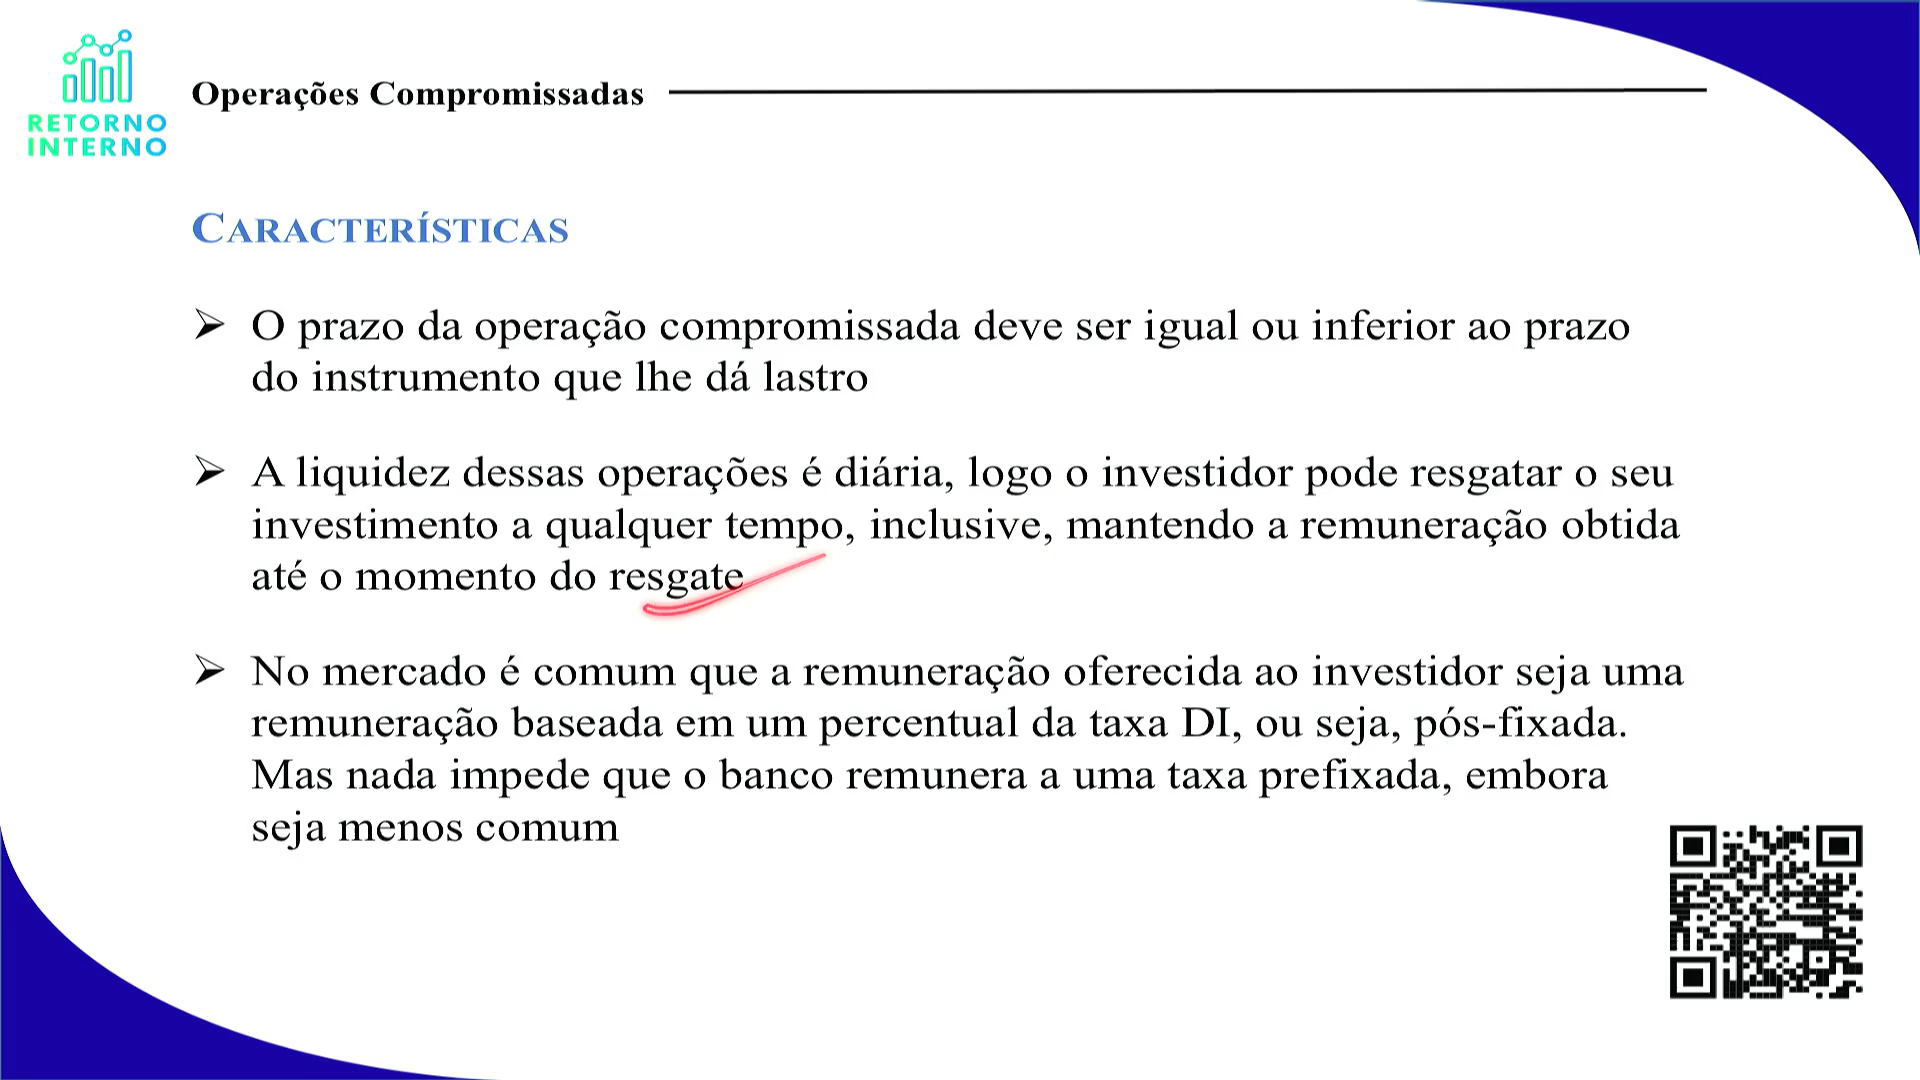 RETORNO
INTERNO
Operações Compromissadas
CARACTERÍSTICAS
➢ O prazo da operação compromissada deve ser igual ou inferior ao prazo
do instrumento que lhe dá lastro
➢ A liquidez dessas operações é diária, logo o investidor pode resgatar o seu
investimento a qualquer tempo, inclusive, mantendo a remuneração obtida
até o momento do resgate
➢ No mercado é comum que a remuneração oferecida ao investidor seja uma
remuneração baseada em um percentual da taxa DI, ou seja, pós-fixada.
Mas nada impede que o banco remunera a uma taxa prefixada, embora
seja menos comum